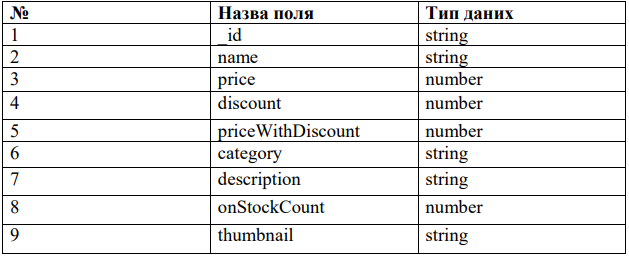 № Назва поля Тип даних
1 _id string
2 name string
3 price number
4 discount number
5 priceWithDiscount number
6 category string
7 description string
8 onStockCount number
9 thumbnail string